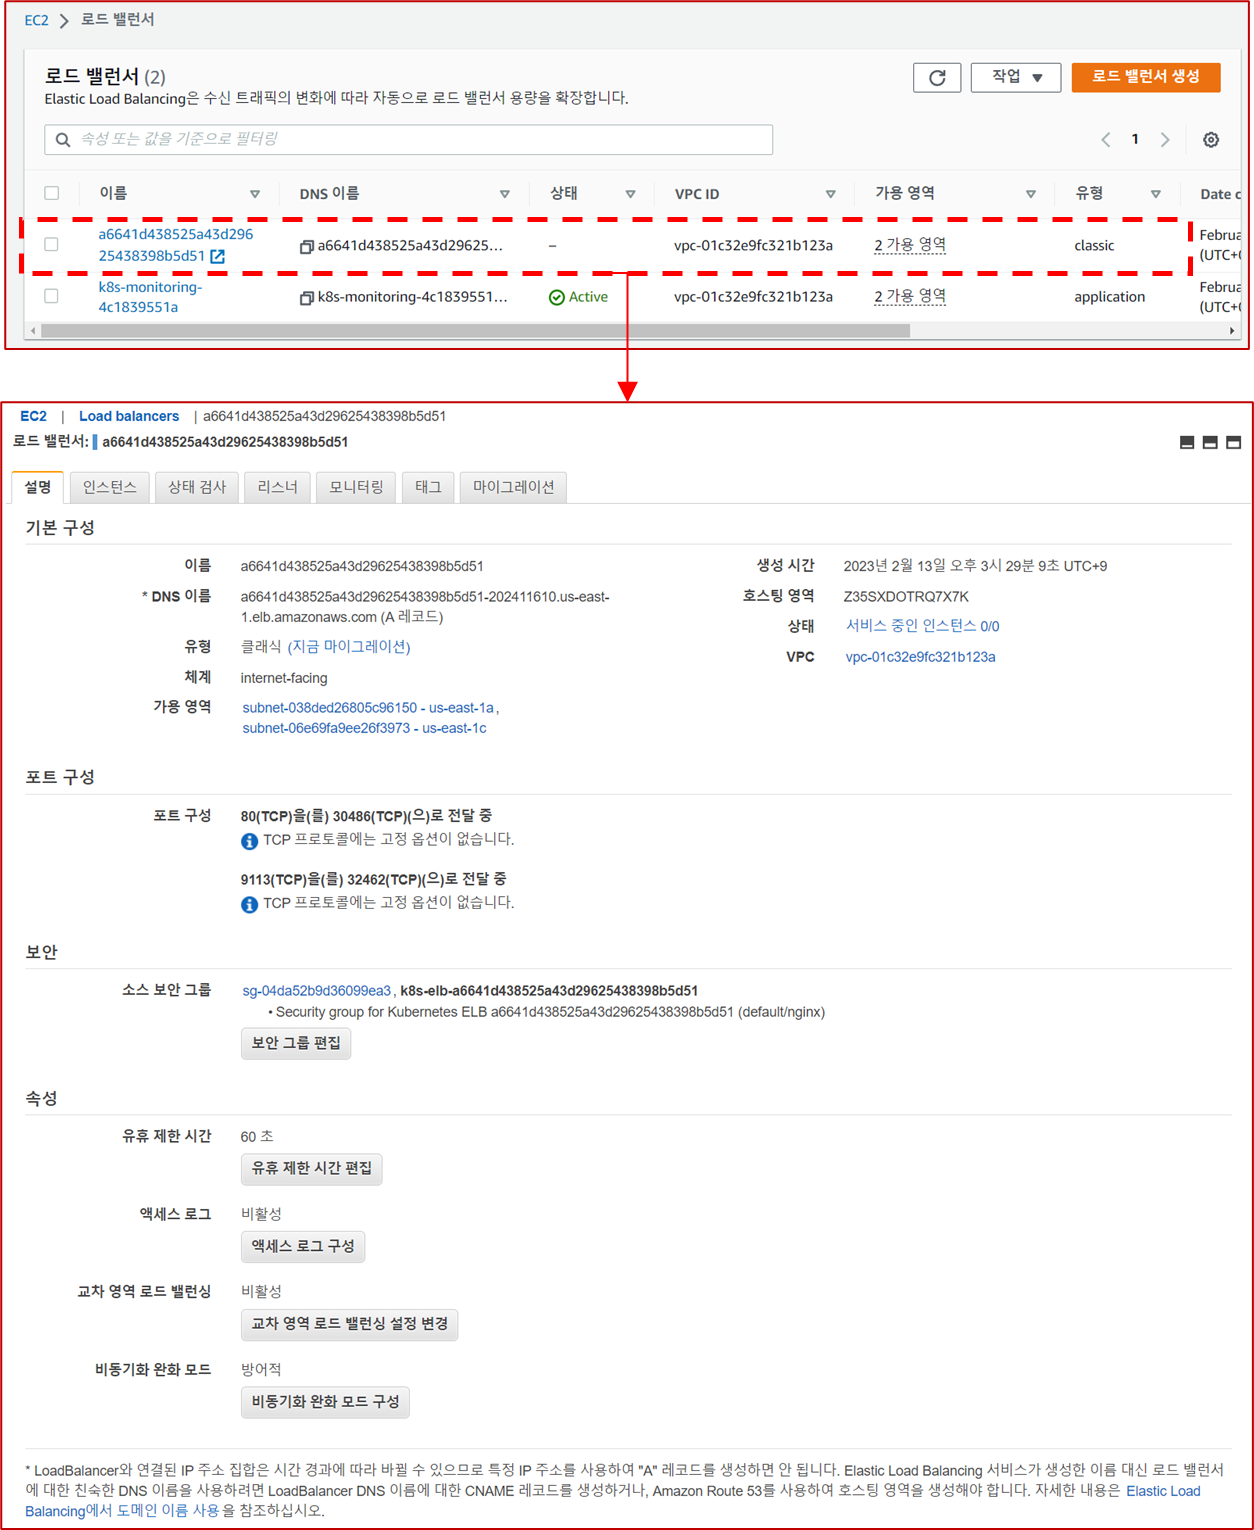 EC2 > 로드 밸런서
로드 밸런서 (2)
Elastic Load Balancing은 수신 트래픽의 변화에 따라 자동으로 로드 밸런서 용량을 확장합니다.
작업
로드 밸런서 생성
속성 또는 값을 기준으로 필터링
1
이름 DNS 이름 상태 VPC ID 가용 영역 유형 Date c
a6641d438525a43d296
25438398b5d51
a6641d438525a43d29625... – vpc-01c32e9fc321b123a 2 가용 영역 classic
Februa
(UTC+
k8s-monitoring-
4c1839551a
k8s-monitoring-4c1839551... Active vpc-01c32e9fc321b123a 2 가용 영역 application
Februa
(UTC+
EC2 | Load balancers | a6641d438525a43d29625438398b5d51
로드 밸런서: a6641d438525a43d29625438398b5d51
설명 인스턴스 상태 검사 리스너 모니터링 태그 마이그레이션
기본 구성
이름 a6641d438525a43d29625438398b5d51
* DNS 이름 a6641d438525a43d29625438398b5d51-202411610.us-east-
1.elb.amazonaws.com (A 레코드)
유형 클래식 (지금 마이그레이션)
체계 internet-facing
가용 영역 subnet-038ded26805c96150 - us-east-1a,
subnet-06e69fa9ee26f3973 - us-east-1c
생성 시간 2023년 2월 13일 오후 3시 29분 9초 UTC+9
호스팅 영역 Z35SXDOTRQ7X7K
상태 서비스 중인 인스턴스 0/0
VPC vpc-01c32e9fc321b123a
포트 구성
포트 구성 80(TCP)을(를) 30486(TCP)(으)로 전달 중
TCP 프로토콜에는 고정 옵션이 없습니다.
9113(TCP)을(를) 32462(TCP)(으)로 전달 중
TCP 프로토콜에는 고정 옵션이 없습니다.
보안
소스 보안 그룹 sg-04da52b9d36099ea3, k8s-elb-a6641d438525a43d29625438398b5d51
• Security group for Kubernetes ELB a6641d438525a43d29625438398b5d51 (default/nginx)
보안 그룹 편집
속성
유휴 제한 시간 60 초
유휴 제한 시간 편집
액세스 로그 비활성
액세스 로그 구성
교차 영역 로드 밸런싱 비활성
교차 영역 로드 밸런싱 설정 변경
비동기화 완화 모드 방어적
비동기화 완화 모드 구성
* LoadBalancer와 연결된 IP 주소 집합은 시간 경과에 따라 바뀔 수 있으므로 특정 IP 주소를 사용하여 "A" 레코드를 생성하면 안 됩니다. Elastic Load Balancing 서비스가 생성한 이름 대신 로드 밸런서
에 대한 친숙한 DNS 이름을 사용하려면 LoadBalancer DNS 이름에 대한 CNAME 레코드를 생성하거나, Amazon Route 53를 사용하여 호스팅 영역을 생성해야 합니다. 자세한 내용은 Elastic Load
Balancing에서 도메인 이름 사용을 참조하십시오.